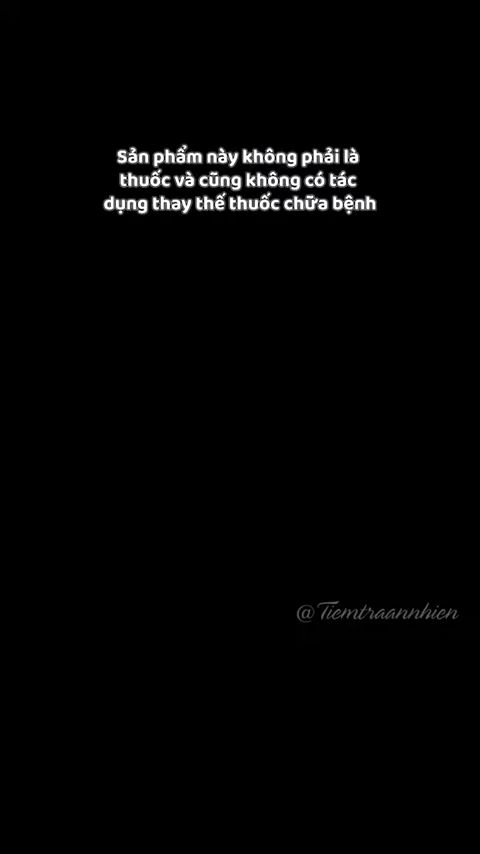 Sản phẩm này không phải là
thuốc và cũng không có tác
dụng thay thế thuốc chữa bệnh
@Tiemtraannhien